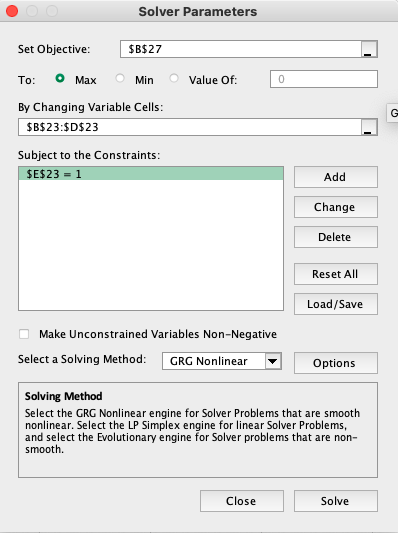 Solver Parameters
Set Objective: $B$27
To: Max Min Value Of: 0
By Changing Variable Cells:
$B$23:$D$23
G
Subject to the Constraints:
$E$23 = 1
Add
Change
Delete
Reset All
Load/Save
Make Unconstrained Variables Non-Negative
Select a Solving Method: GRG Nonlinear Options
Solving Method
Select the GRG Nonlinear engine for Solver Problems that are smooth
nonlinear. Select the LP Simplex engine for linear Solver Problems,
and select the Evolutionary engine for Solver problems that are non-
smooth.
Close Solve